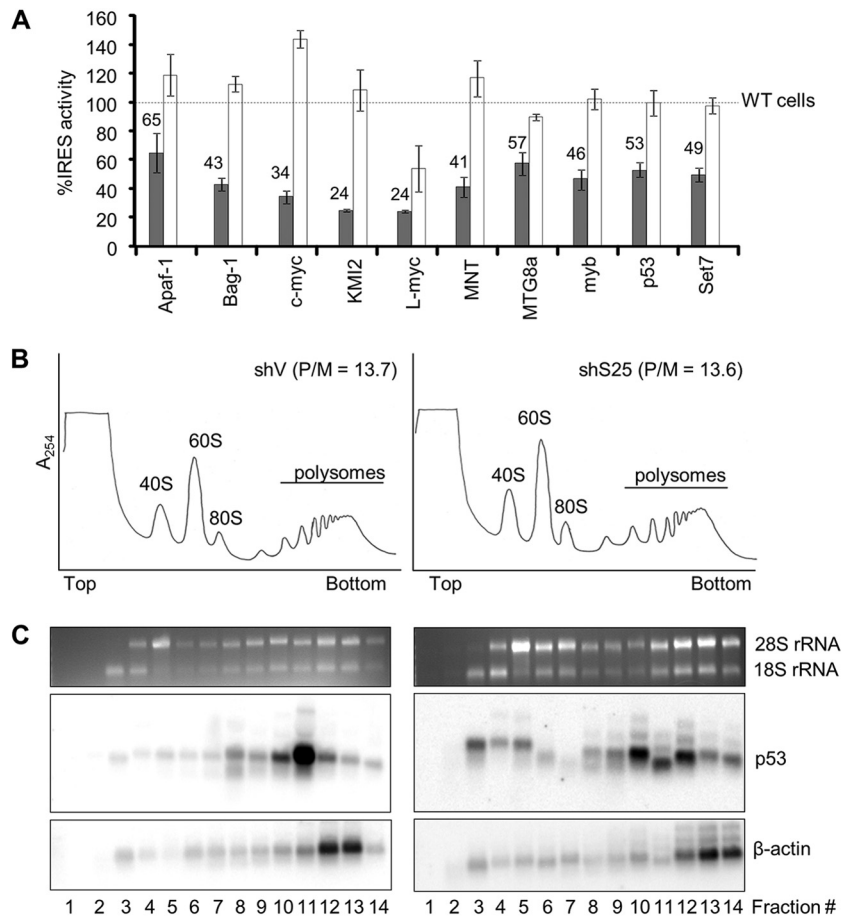 A
%IRES activity
160
140
120
100
80
60
40
20
0
WT cells
65
43
34
24
24
41
57
46
53
49
Apaf-1
Bag-1
c-myc
KMI2
L-myc
MNT
MTG8a
myb
p53
Set7
B
A254
shV (P/M = 13.7)
40S
60S
80S
polysomes
Top
Bottom
shS25 (P/M = 13.6)
40S
60S
80S
polysomes
Top
Bottom
C
28S rRNA
18S rRNA
p53
β-actin
1 2 3 4 5 6 7 8 9 10 11 12 13 14
1 2 3 4 5 6 7 8 9 10 11 12 13 14 Fraction #